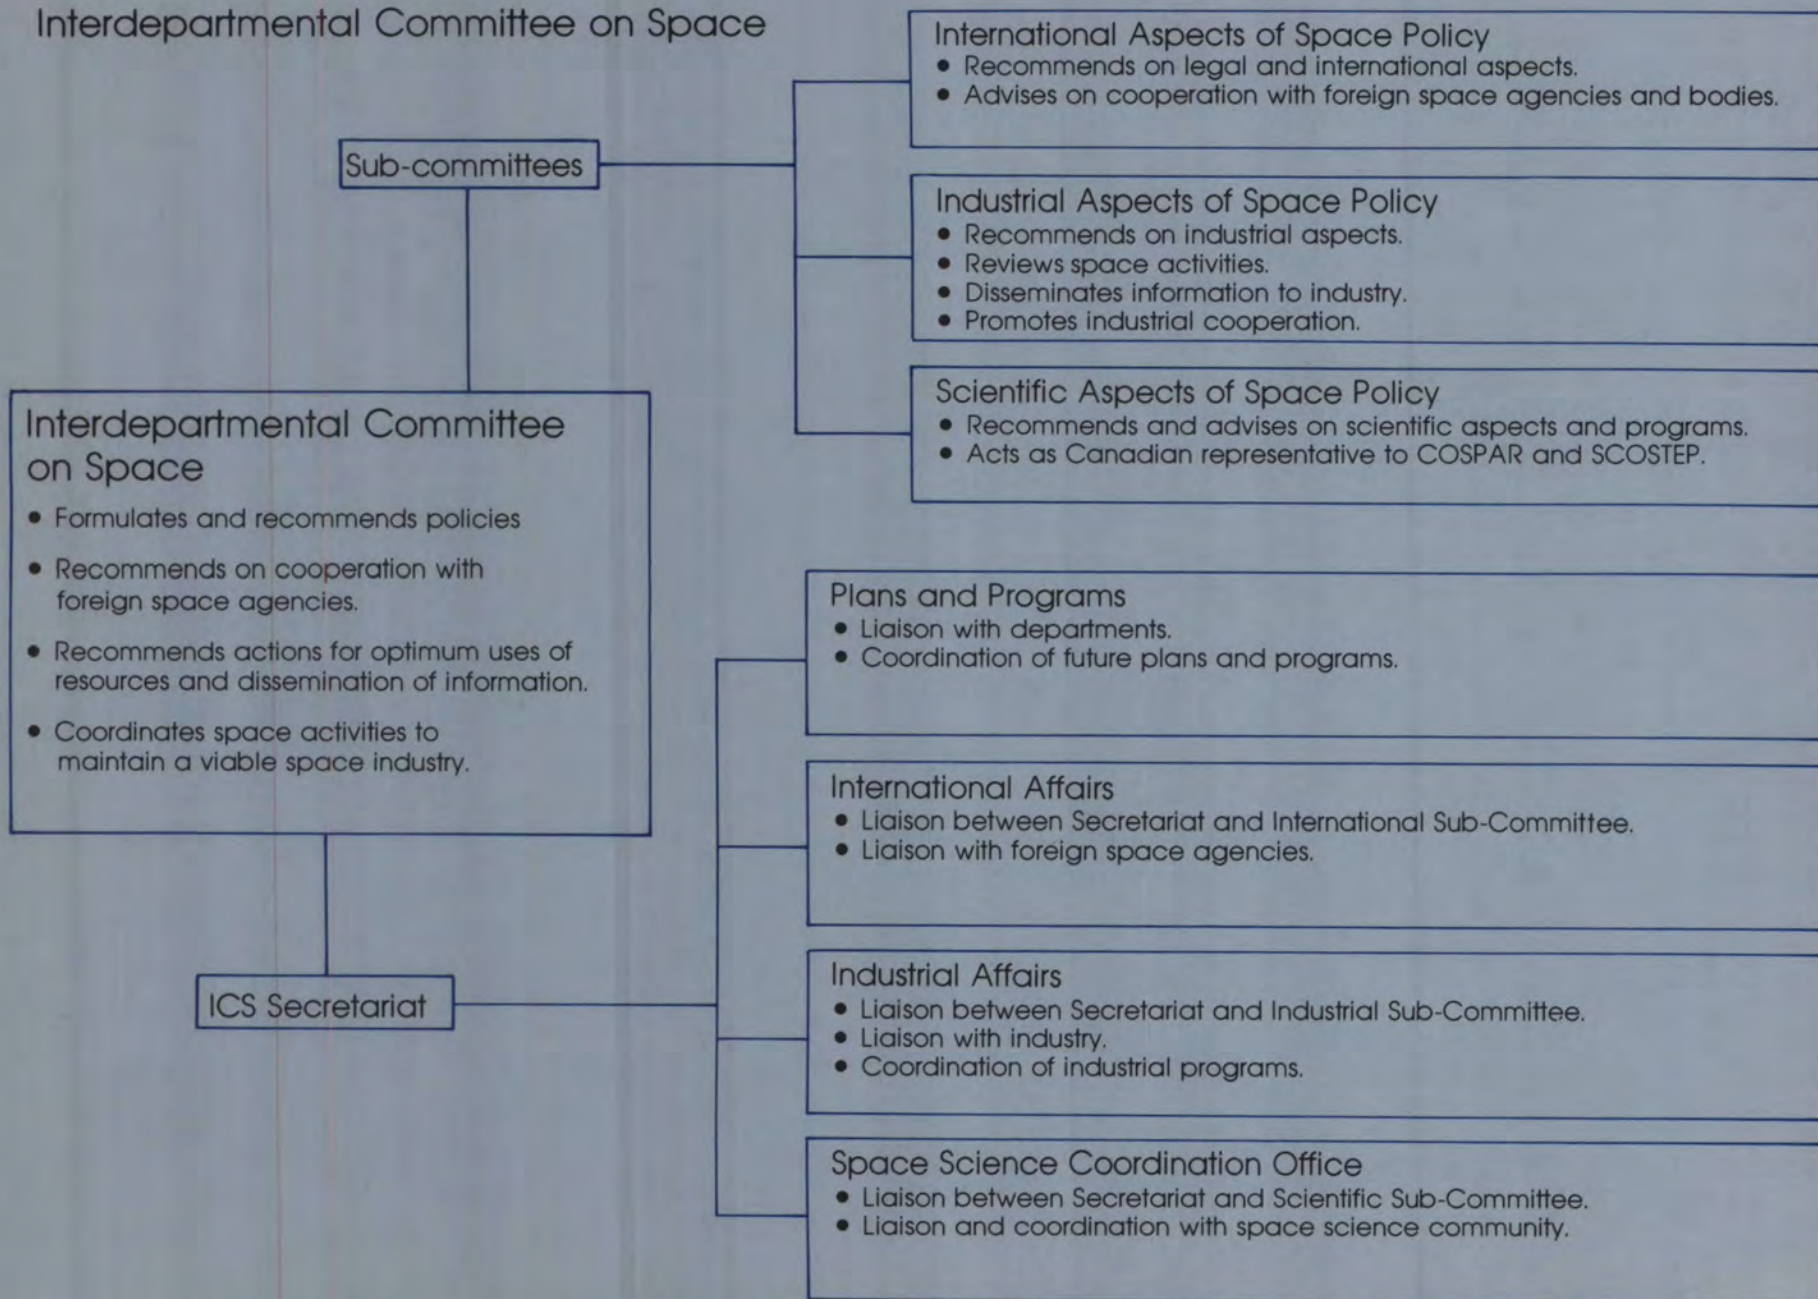 Interdepartmental Committee on Space
International Aspects of Space Policy
• Recommends on legal and international aspects.
• Advises on cooperation with foreign space agencies and bodies.
Sub-committees
Industrial Aspects of Space Policy
• Recommends on industrial aspects.
• Reviews space activities.
• Disseminates information to industry.
• Promotes industrial cooperation.
Scientific Aspects of Space Policy
• Recommends and advises on scientific aspects and programs.
• Acts as Canadian representative to COSPAR and SCOSTEP.
Interdepartmental Committee
on Space
• Formulates and recommends policies
• Recommends on cooperation with
foreign space agencies.
• Recommends actions for optimum uses of
resources and dissemination of information.
• Coordinates space activities to
maintain a viable space industry.
Plans and Programs
• Liaison with departments.
• Coordination of future plans and programs.
International Affairs
• Liaison between Secretariat and International Sub-Committee.
• Liaison with foreign space agencies.
ICS Secretariat
Industrial Affairs
• Liaison between Secretariat and Industrial Sub-Committee.
• Liaison with industry.
• Coordination of industrial programs.
Space Science Coordination Office
• Liaison between Secretariat and Scientific Sub-Committee.
• Liaison and coordination with space science community.